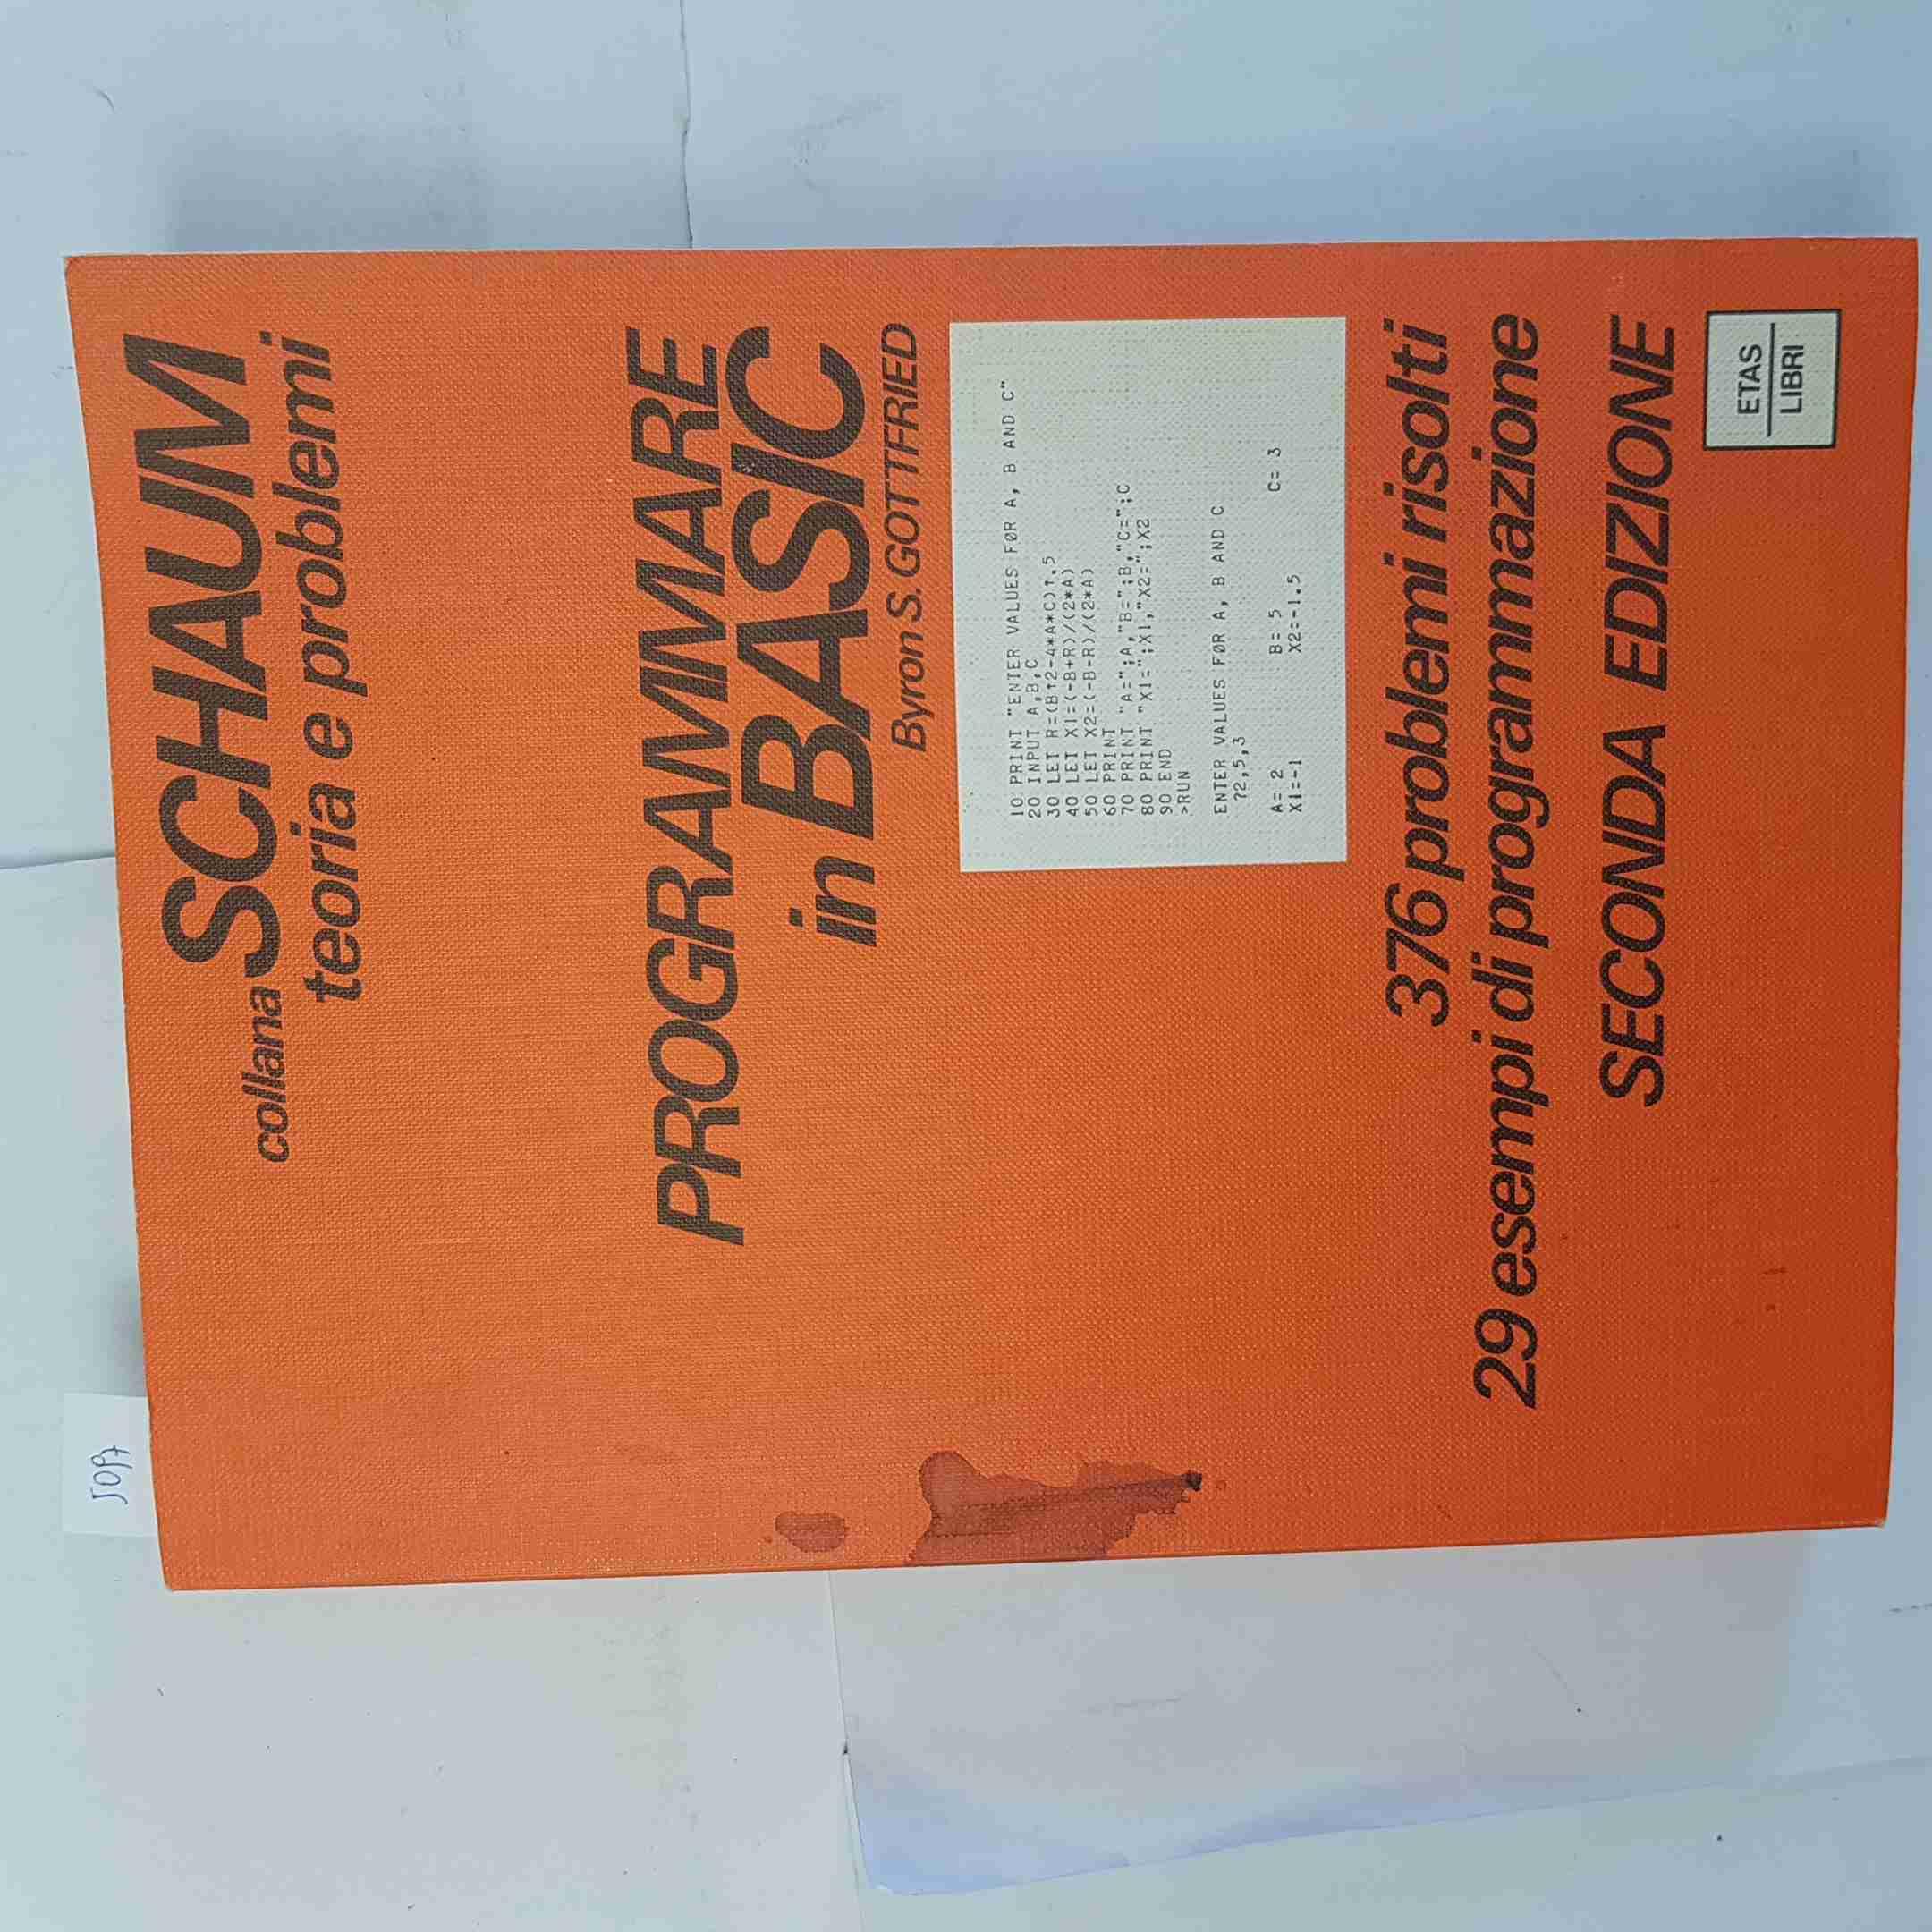 collana SCHAUM
teoria e problemi
PROGRAMMARE
in BASIC
Byron S. GOTTFRIED
10 PRINT "ENTER VALUES FØR A, B AND C"
20 INPUT A,B,C
30 LET R=(B↑2-4*A*C)↑.5
40 LET X1=(-B+R)/(2*A)
50 LET X2=(-B-R)/(2*A)
60 PRINT
70 PRINT "A=";A,"B=";B,"C=";C
80 PRINT "X1=";X1,"X2=";X2
90 END
>RUN
ENTER VALUES FØR A, B AND C
?2,5,3
A= 2 B= 5 C= 3
X1=-1 X2=-1.5
376 problemi risolti
29 esempi di programmazione
SECONDA EDIZIONE
ETAS
LIBRI